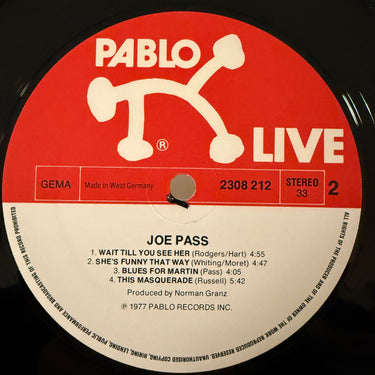 PABLO
®
LIVE
GEMA
Made in West Germany
2308 212
STEREO
33
2
JOE PASS
1. WAIT TILL YOU SEE HER (Rodgers/Hart) 4:55
2. SHE'S FUNNY THAT WAY (Whiting/Moret) 4:47
3. BLUES FOR MARTIN (Pass) 4:05
4. THIS MASQUERADE (Russell) 5:42
Produced by Norman Granz
℗ 1977 PABLO RECORDS INC.
ALL RIGHTS OF THE PRODUCER AND OF THE OWNER OF THE WORK REPRODUCED RESERVED. UNAUTHORISED COPYING, HIRING, LENDING, PUBLIC PERFORMANCE AND BROADCASTING OF THIS RECORD PROHIBITED